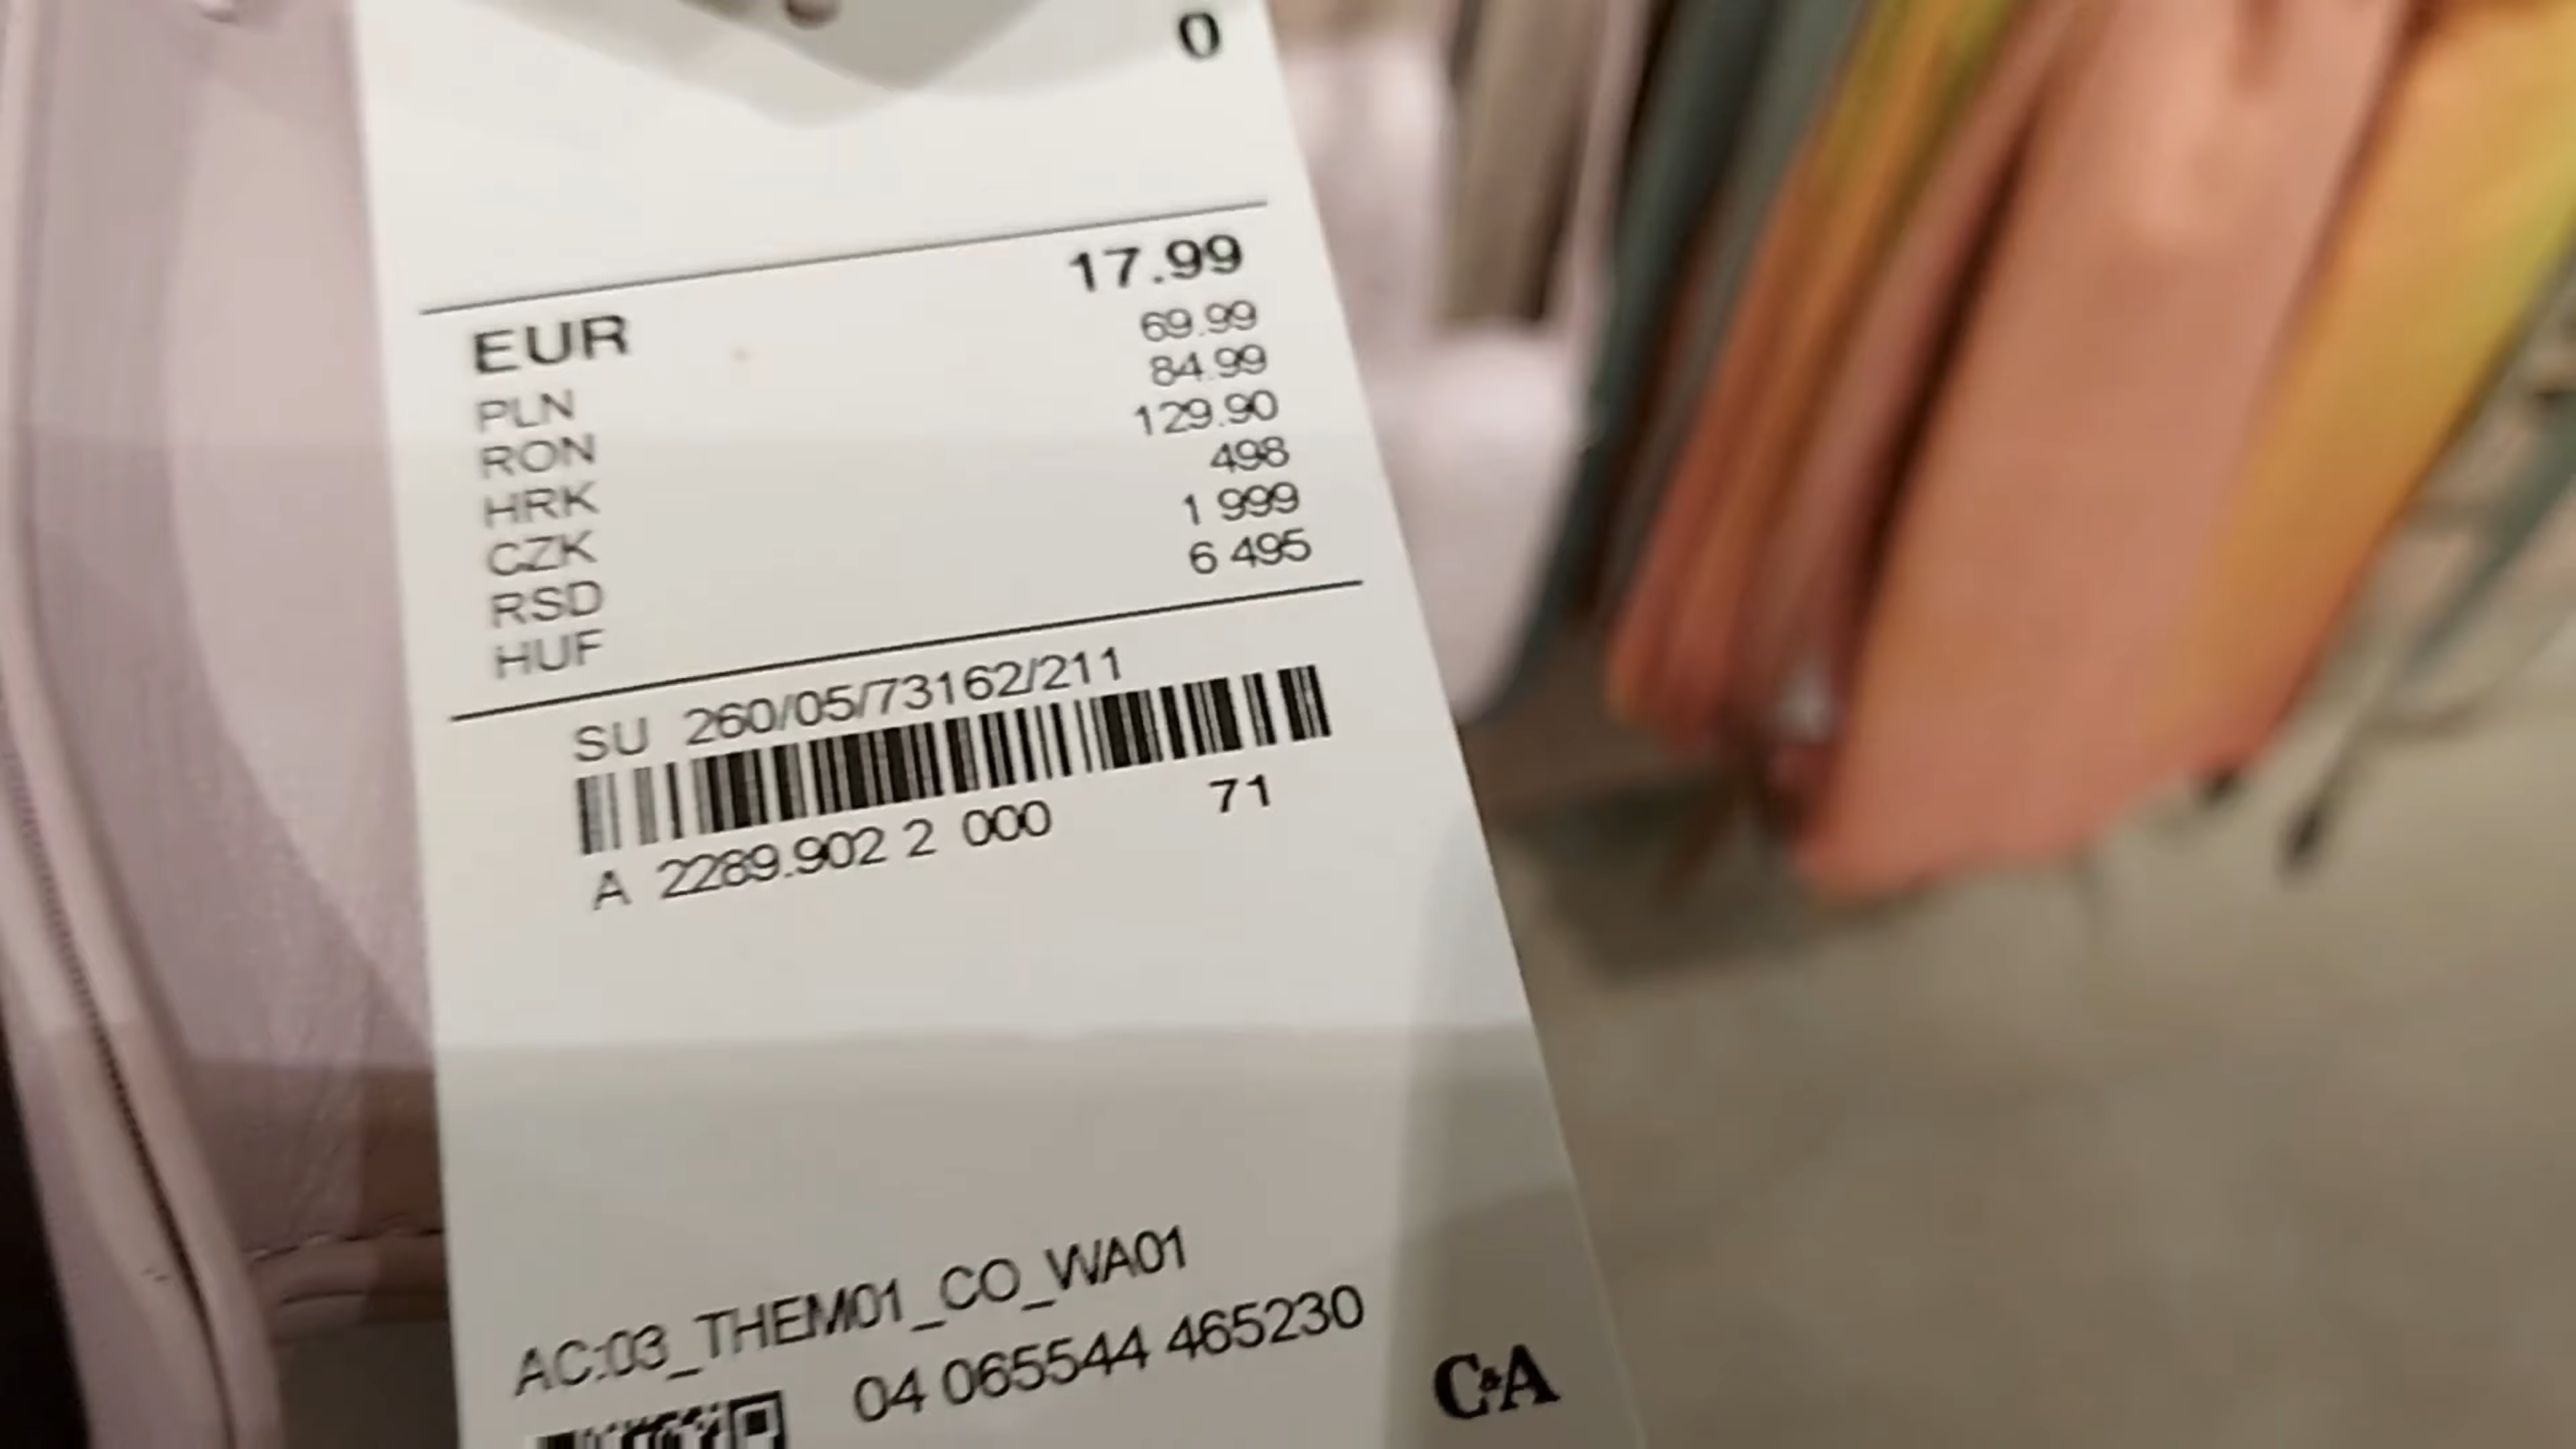 0
EUR 17.99
PLN 69.99
RON 84.99
HRK 129.90
CZK 498
RSD 1 999
HUF 6 495
SU 260/05/73162/211
A 2289.902 2 000 71
AC:03_THEM01_CO_WA01
04 065544 465230
C&A